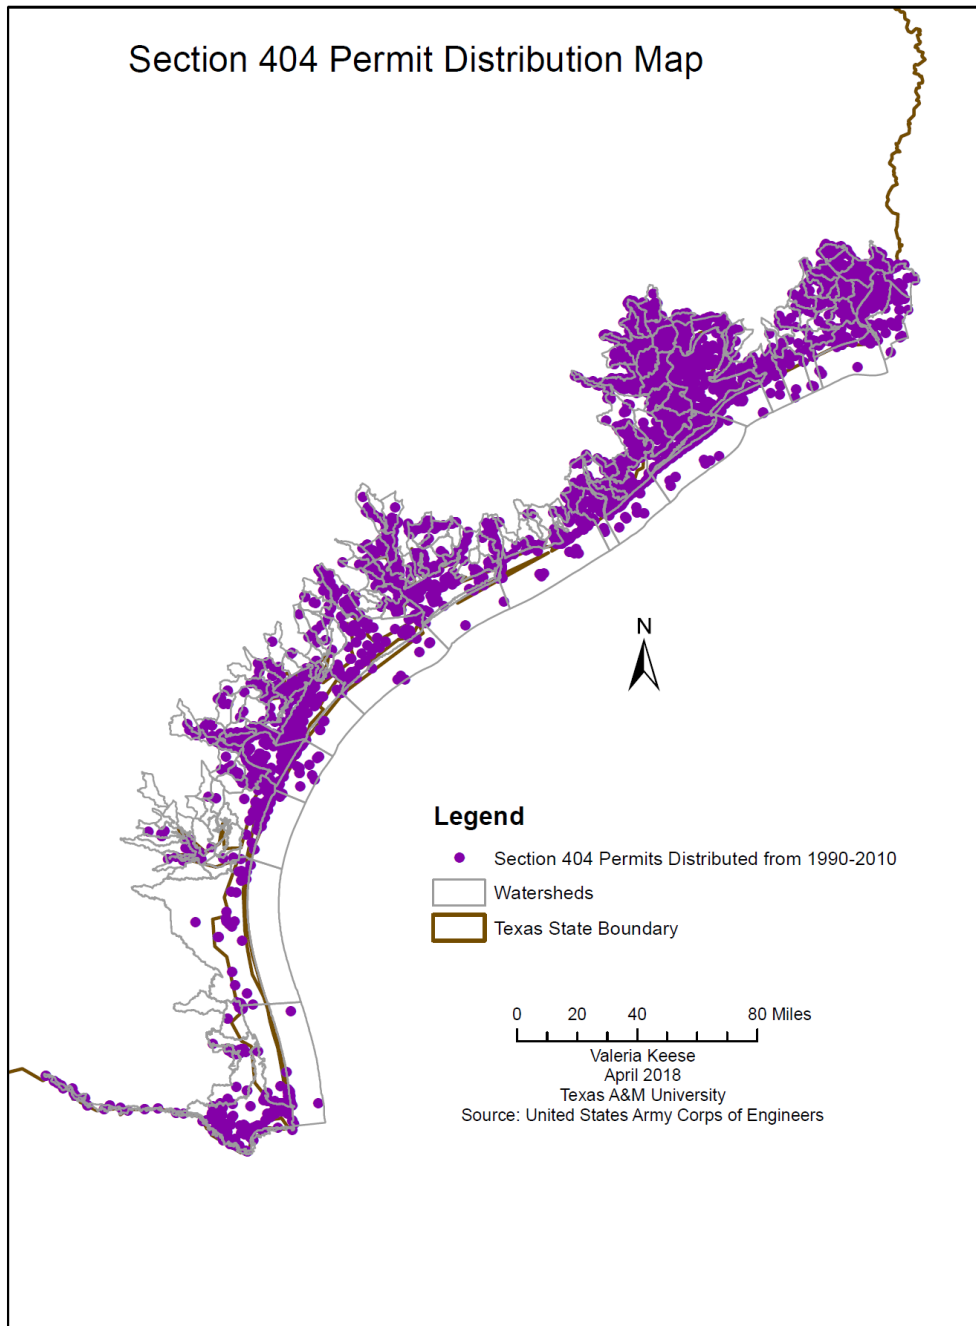 Section 404 Permit Distribution Map
N
Legend
Section 404 Permits Distributed from 1990-2010
Watersheds
Texas State Boundary
0 20 40 80 Miles
Valeria Keese
April 2018
Texas A&M University
Source: United States Army Corps of Engineers